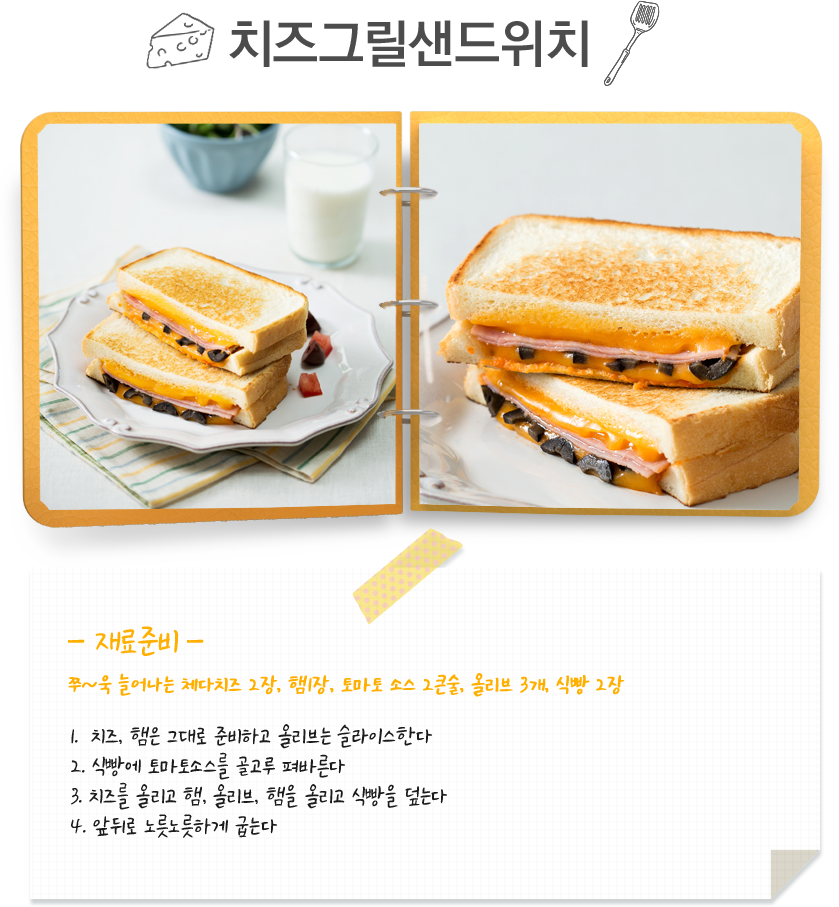 치즈그릴샌드위치
- 재료준비 -
쭈~욱 늘어나는 체다치즈 2장, 햄1장, 토마토 소스 2큰술, 올리브 3개, 식빵 2장
1. 치즈, 햄은 그대로 준비하고 올리브는 슬라이스한다
2. 식빵에 토마토소스를 골고루 펴바른다
3. 치즈를 올리고 햄, 올리브, 햄을 올리고 식빵을 덮는다
4. 앞뒤로 노릇노릇하게 굽는다